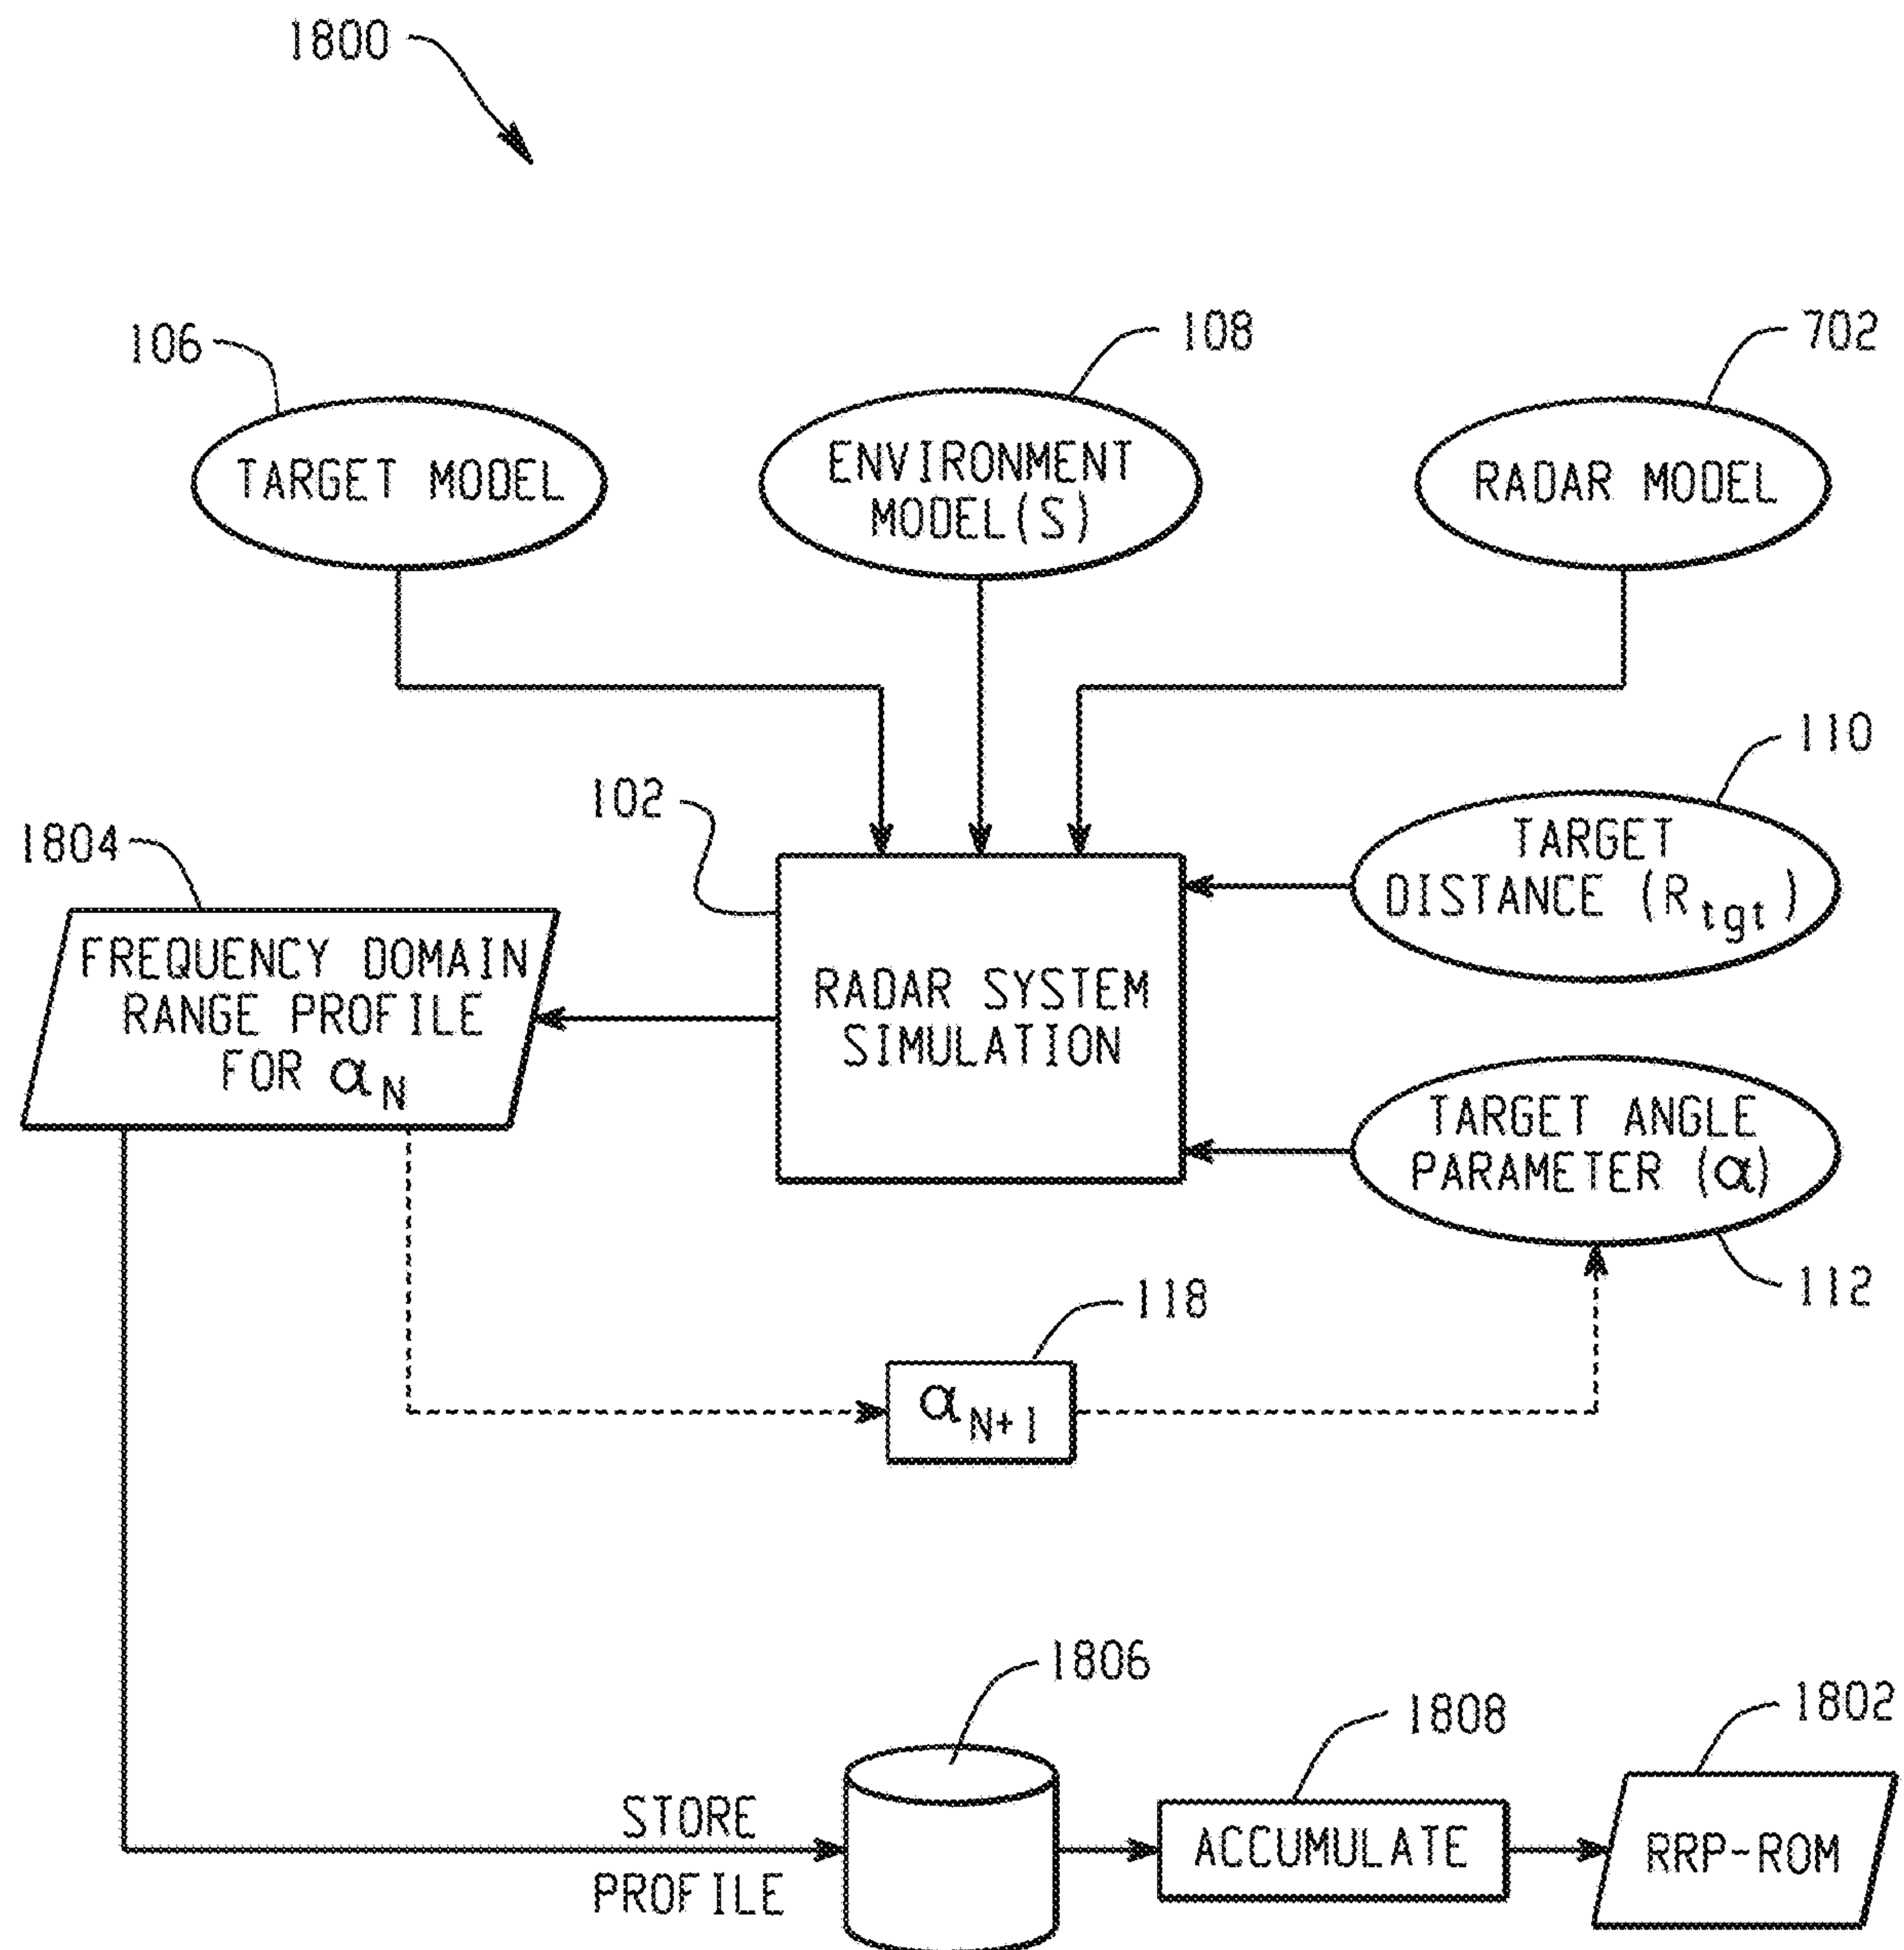 1800
106
108
702
TARGET MODEL
ENVIRONMENT
MODEL(S)
RADAR MODEL
110
102
1804
TARGET
DISTANCE (Rtgt)
FREQUENCY DOMAIN
RANGE PROFILE
FOR αN
RADAR SYSTEM
SIMULATION
TARGET ANGLE
PARAMETER (α)
112
118
αN+1
1806
1808
1802
STORE
PROFILE
ACCUMULATE
RRP-ROM